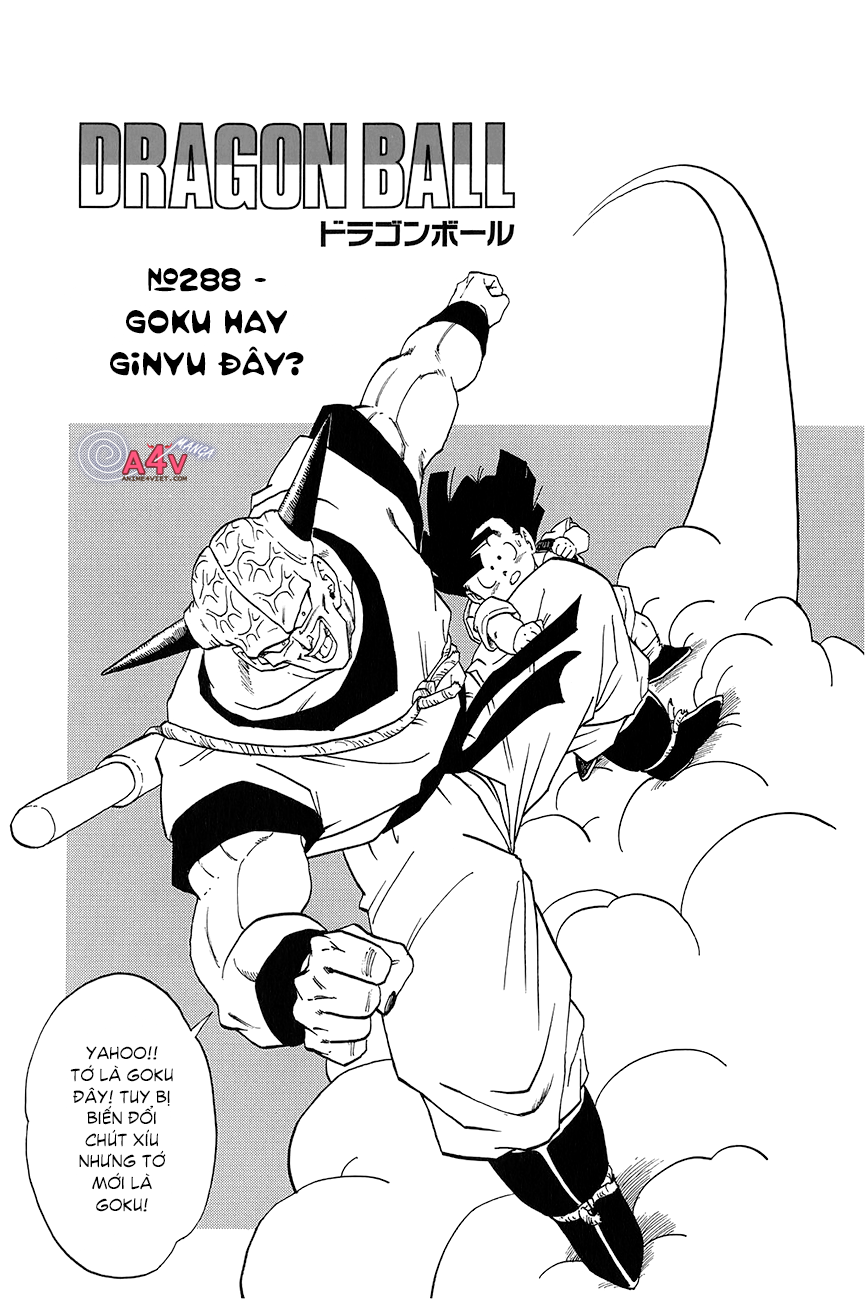 DRAGON BALL
ドラゴンボール
№288 -
GOKU HAY
GINYU ĐÂY?
A4V MANGA
ANIME4VIET.COM
YAHOO!!
TỚ LÀ GOKU
ĐÂY! TUY BỊ
BIẾN ĐỔI
CHÚT XÍU
NHƯNG TỚ
MỚI LÀ
GOKU!